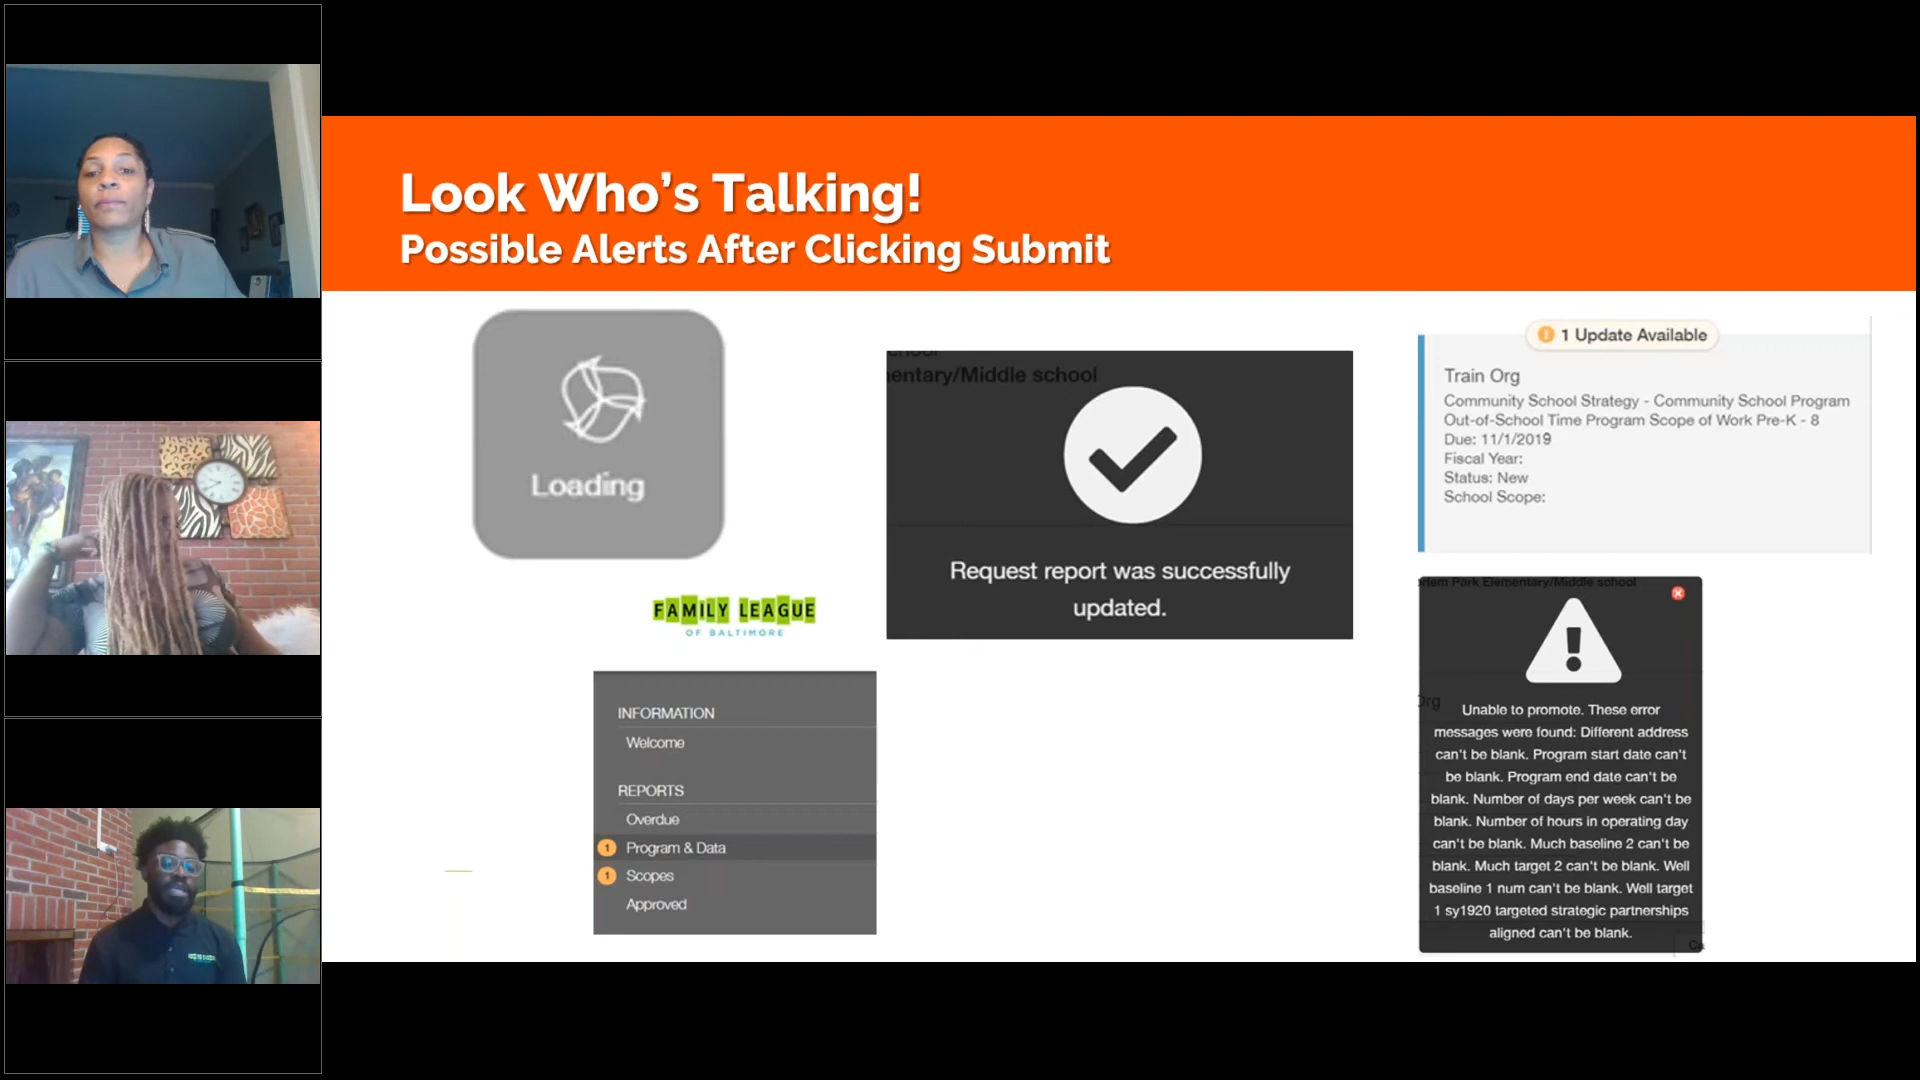 Look Who's Talking!
Possible Alerts After Clicking Submit
Loading
FAMILY LEAGUE
OF BALTIMORE
INFORMATION
Welcome
REPORTS
Overdue
1 Program & Data
1 Scopes
Approved
mentary/Middle school
Request report was successfully
updated.
1 Update Available
Train Org
Community School Strategy - Community School Program
Out-of-School Time Program Scope of Work Pre-K - 8
Due: 11/1/2019
Fiscal Year:
Status: New
School Scope:
Park Elementary/Middle school
Org
Unable to promote. These error
messages were found: Different address
can't be blank. Program start date can't
be blank. Program end date can't be
blank. Number of days per week can't be
blank. Number of hours in operating day
can't be blank. Much baseline 2 can't be
blank. Much target 2 can't be blank. Well
baseline 1 num can't be blank. Well target
1 sy1920 targeted strategic partnerships
aligned can't be blank.